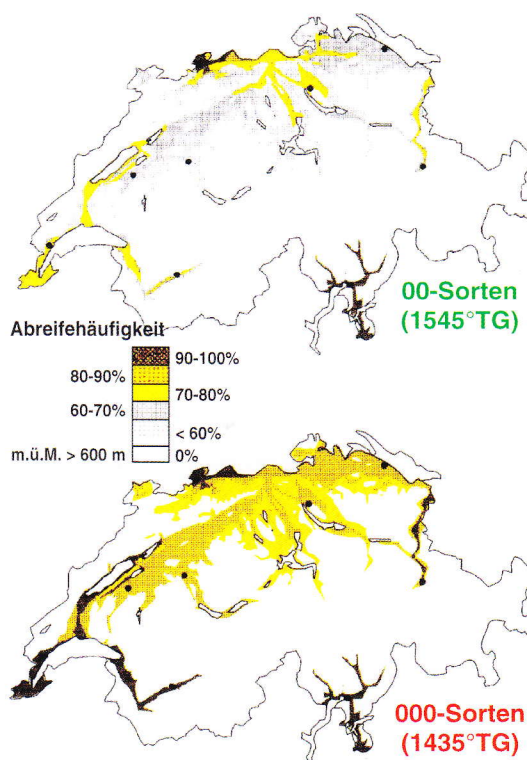 00-Sorten
(1545°TG)
Abreifehäufigkeit
90-100%
80-90%
70-80%
60-70%
< 60%
m.ü.M. > 600 m
0%
000-Sorten
(1435°TG)